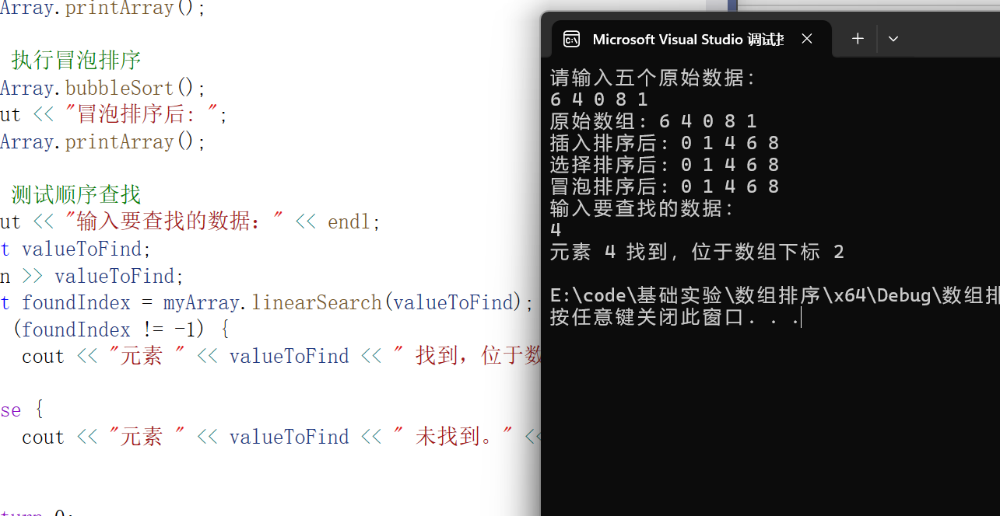 Array.printArray();
执行冒泡排序
Array.bubbleSort();
ut << "冒泡排序后: ";
Array.printArray();
测试顺序查找
ut << "输入要查找的数据：" << endl;
t valueToFind;
n >> valueToFind;
t foundIndex = myArray.linearSearch(valueToFind);
(foundIndex != -1) {
cout << "元素 " << valueToFind << " 找到，位于数
se {
cout << "元素 " << valueToFind << " 未找到。" <<
turn 0;
Microsoft Visual Studio 调试
请输入五个原始数据：
6 4 0 8 1
原始数组: 6 4 0 8 1
插入排序后: 0 1 4 6 8
选择排序后: 0 1 4 6 8
冒泡排序后: 0 1 4 6 8
输入要查找的数据：
4
元素 4 找到，位于数组下标 2
E:\code\基础实验\数组排序\x64\Debug\数组排
按任意键关闭此窗口. . .